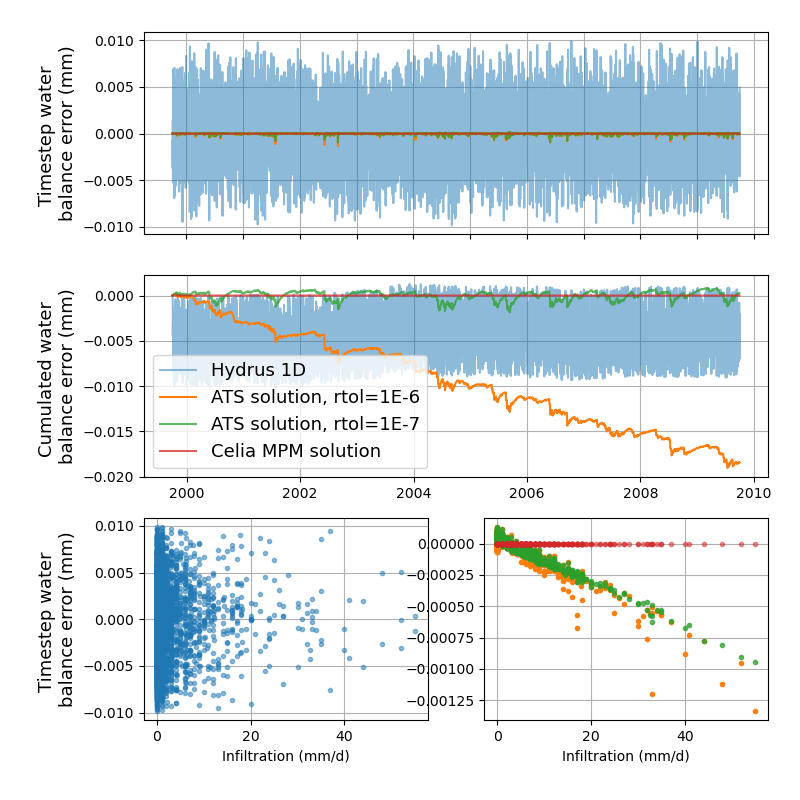 Timestep water
balance error (mm)
0.010
0.005
0.000
−0.005
−0.010
Cumulated water
balance error (mm)
0.000
−0.005
−0.010
−0.015
−0.020
Hydrus 1D
ATS solution, rtol=1E-6
ATS solution, rtol=1E-7
Celia MPM solution
2000 2002 2004 2006 2008 2010
Timestep water
balance error (mm)
0.010
0.005
0.000
−0.005
−0.010
0 20 40
Infiltration (mm/d)
0.00000
−0.00025
−0.00050
−0.00075
−0.00100
−0.00125
0 20 40
Infiltration (mm/d)